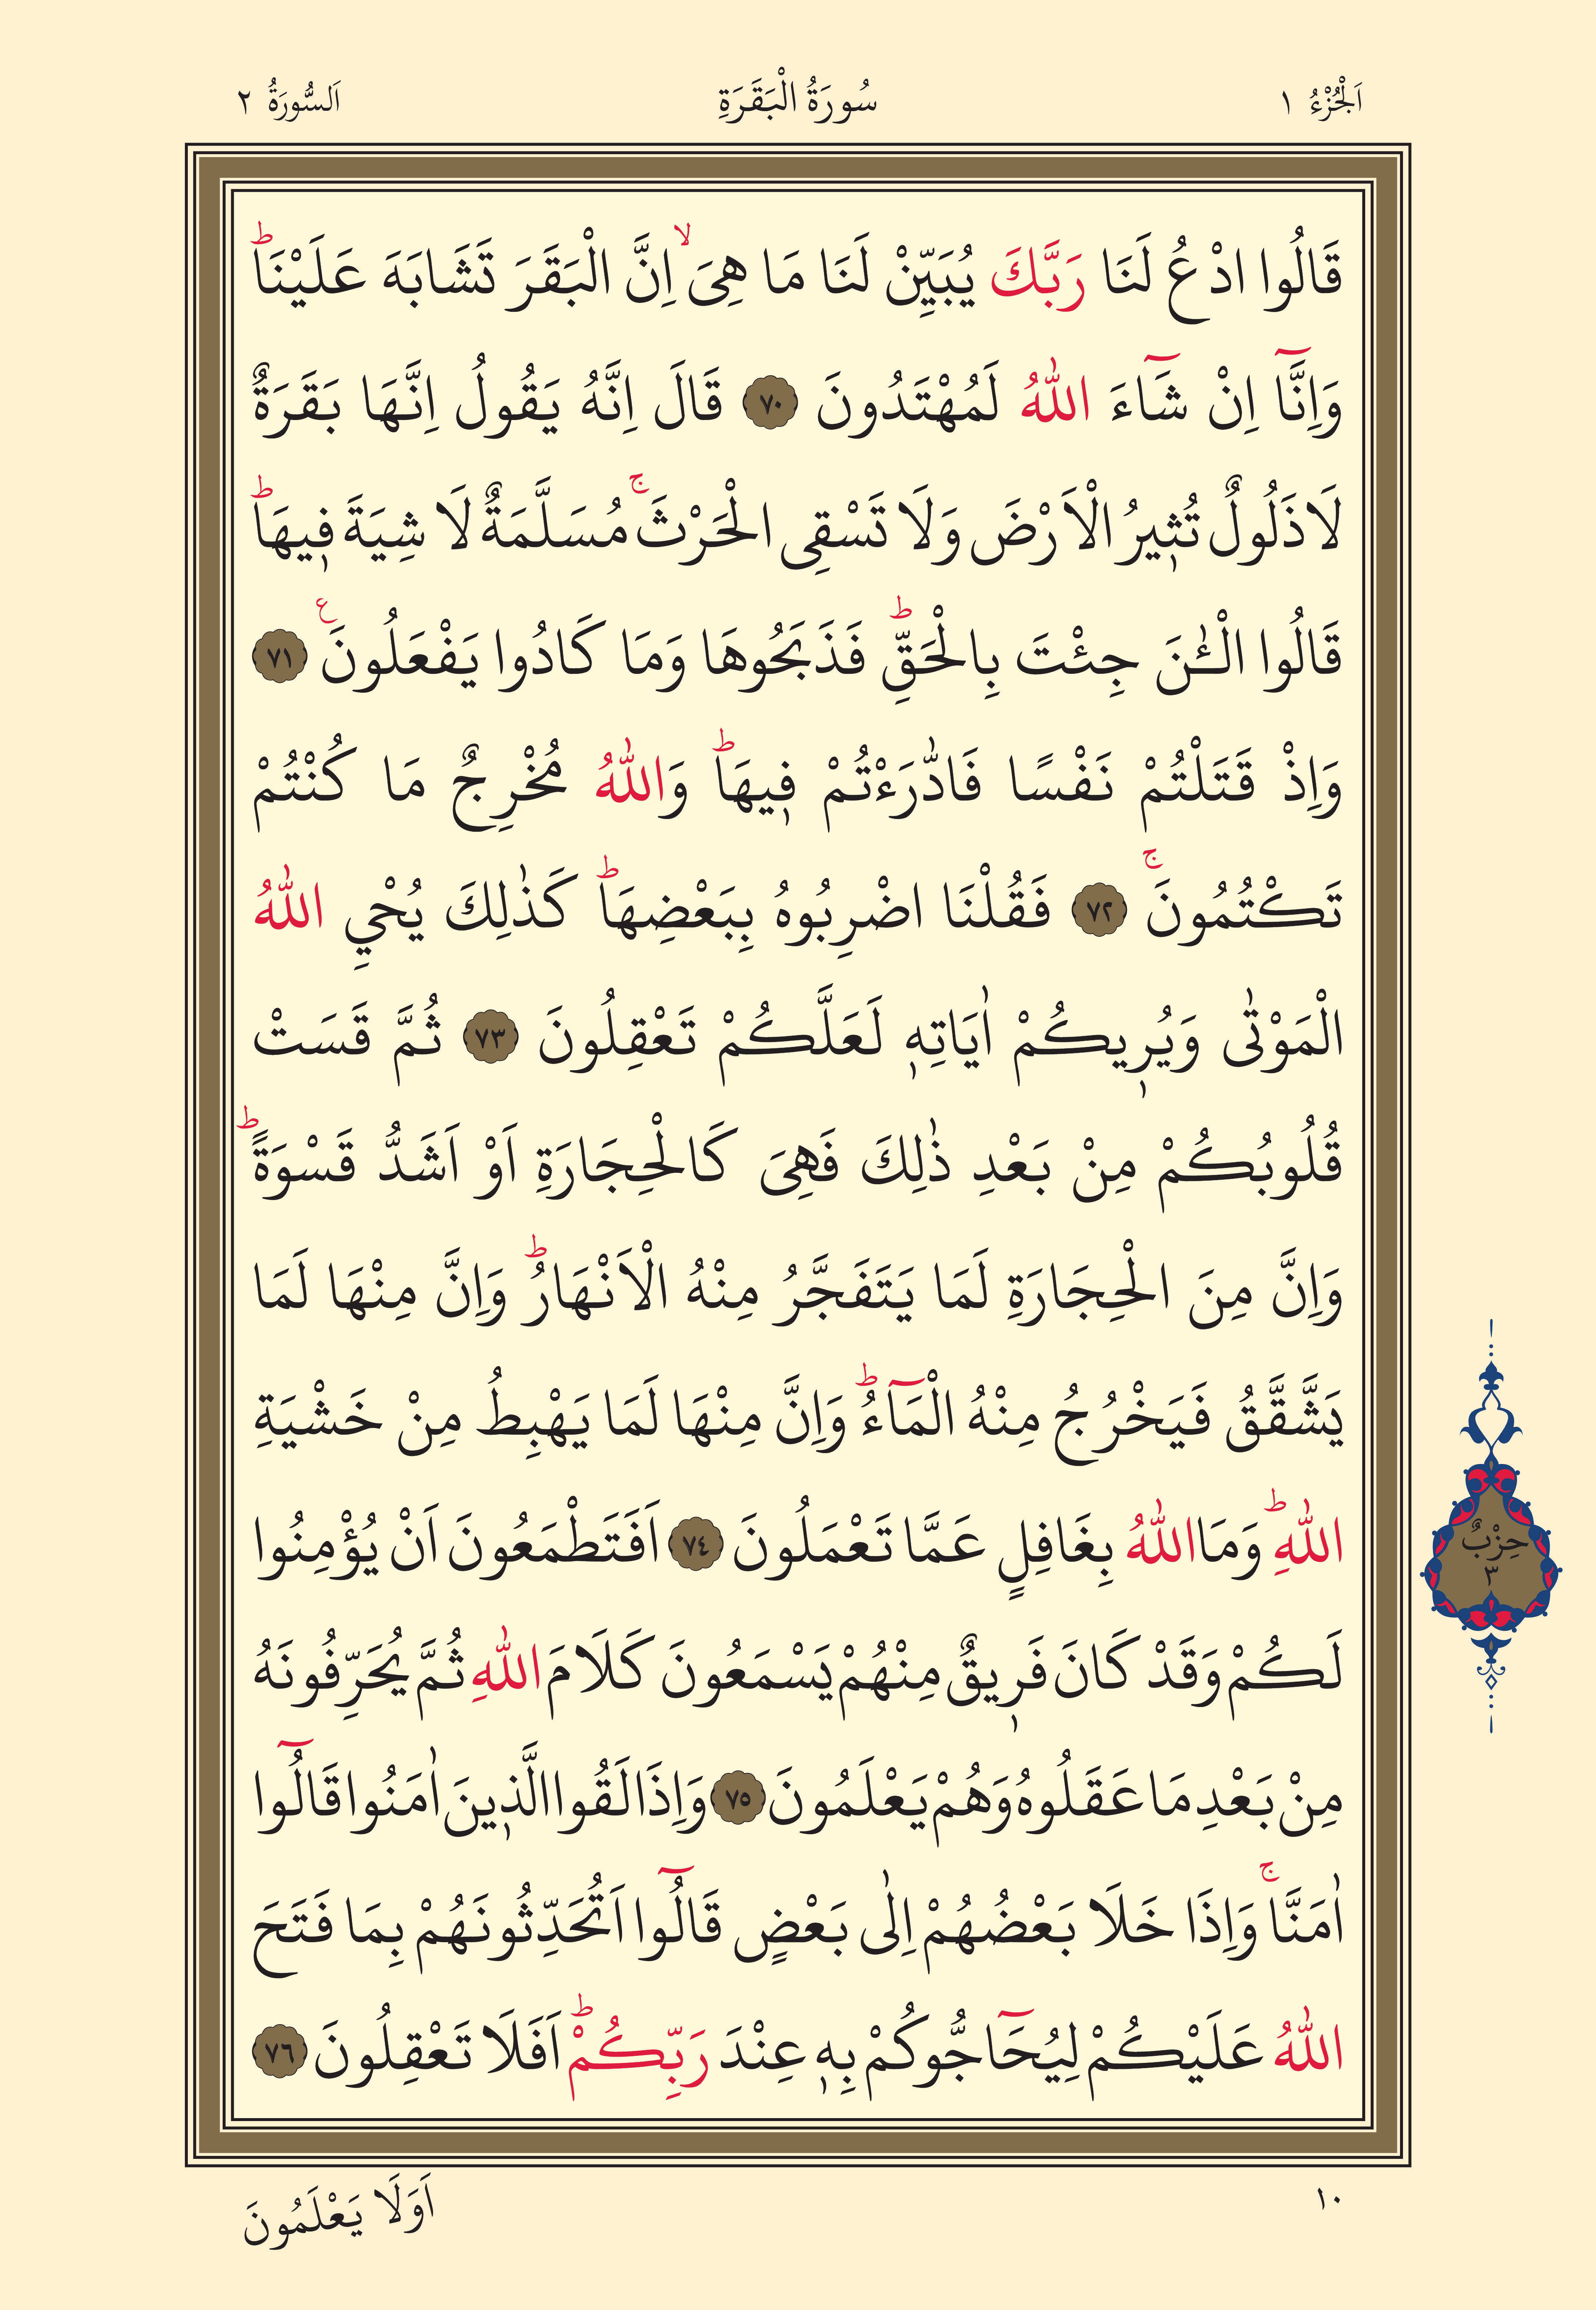 اَلْجُزْءُ ١
سُورَةُ الْبَقَرَةِ
اَلسُّورَةُ ٢
قَالُوا ادْعُ لَنَا رَبَّكَ يُبَيِّنْ لَنَا مَا هِىَۙ اِنَّ الْبَقَرَ تَشَابَهَ عَلَيْنَاۜ
وَاِنَّٓا اِنْ شَٓاءَ اللّٰهُ لَمُهْتَدُونَ ٧٠ قَالَ اِنَّهُ يَقُولُ اِنَّهَا بَقَرَةٌ
لَا ذَلُولٌ تُثٖيرُ الْاَرْضَ وَلَا تَسْقِى الْحَرْثَۚ مُسَلَّمَةٌ لَا شِيَةَ فٖيهَاؕ
قَالُوا الْـٰٔنَ جِئْتَ بِالْحَقِّؕ فَذَبَحُوهَا وَمَا كَادُوا يَفْعَلُونَ ع ٧١
وَاِذْ قَتَلْتُمْ نَفْسًا فَادّٰرَءْتُمْ فٖيهَاؕ وَاللّٰهُ مُخْرِجٌ مَا كُنْتُمْ
تَكْتُمُونَۚ ٧٢ فَقُلْنَا اضْرِبُوهُ بِبَعْضِهَاؕ كَذٰلِكَ يُحْيِ اللّٰهُ
الْمَوْتٰى وَيُرٖيكُمْ اٰيَاتِهٖ لَعَلَّكُمْ تَعْقِلُونَ ٧٣ ثُمَّ قَسَتْ
قُلُوبُكُمْ مِنْ بَعْدِ ذٰلِكَ فَهِىَ كَالْحِجَارَةِ اَوْ اَشَدُّ قَسْوَةًؕ
وَاِنَّ مِنَ الْحِجَارَةِ لَمَا يَتَفَجَّرُ مِنْهُ الْاَنْهَارُؕ وَاِنَّ مِنْهَا لَمَا
يَشَّقَّقُ فَيَخْرُجُ مِنْهُ الْمَٓاءُؕ وَاِنَّ مِنْهَا لَمَا يَهْبِطُ مِنْ خَشْيَةِ
اللّٰهِؕ وَمَا اللّٰهُ بِغَافِلٍ عَمَّا تَعْمَلُونَ ٧٤ اَفَتَطْمَعُونَ اَنْ يُؤْمِنُوا
حِزْبٌ
٣
لَكُمْ وَقَدْ كَانَ فَرٖيقٌ مِنْهُمْ يَسْمَعُونَ كَلَامَ اللّٰهِ ثُمَّ يُحَرِّفُونَهُ
مِنْ بَعْدِ مَا عَقَلُوهُ وَهُمْ يَعْلَمُونَ ٧٥ وَاِذَا لَقُوا الَّذٖينَ اٰمَنُوا قَالُٓوا
اٰمَنَّاۚ وَاِذَا خَلَا بَعْضُهُمْ اِلٰى بَعْضٍ قَالُٓوا اَتُحَدِّثُونَهُمْ بِمَا فَتَحَ
اللّٰهُ عَلَيْكُمْ لِيُحَٓاجُّوكُمْ بِهٖ عِنْدَ رَبِّكُمْؕ اَفَلَا تَعْقِلُونَ ٧٦
١٠
اَوَلَا يَعْلَمُونَ